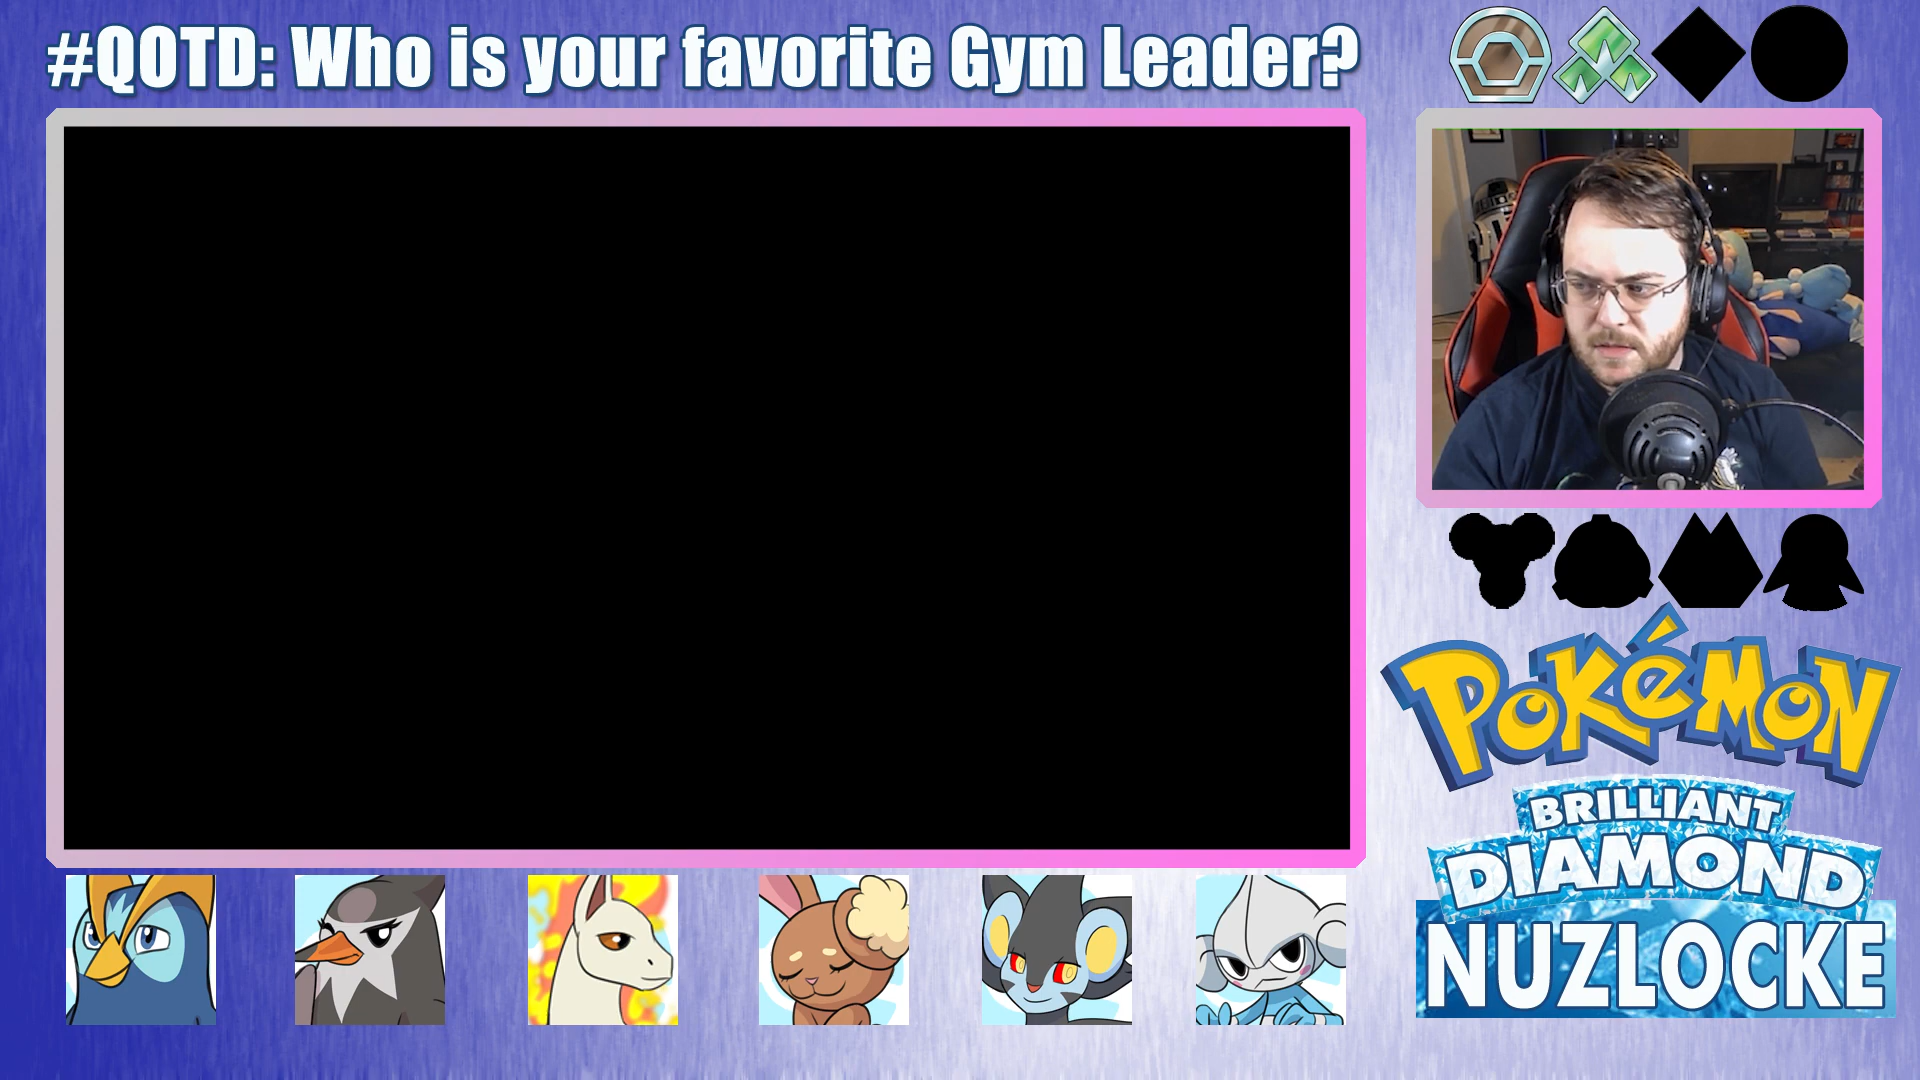 #QOTD: Who is your favorite Gym Leader?
POKéMON
BRILLIANT
DIAMOND
NUZLOCKE